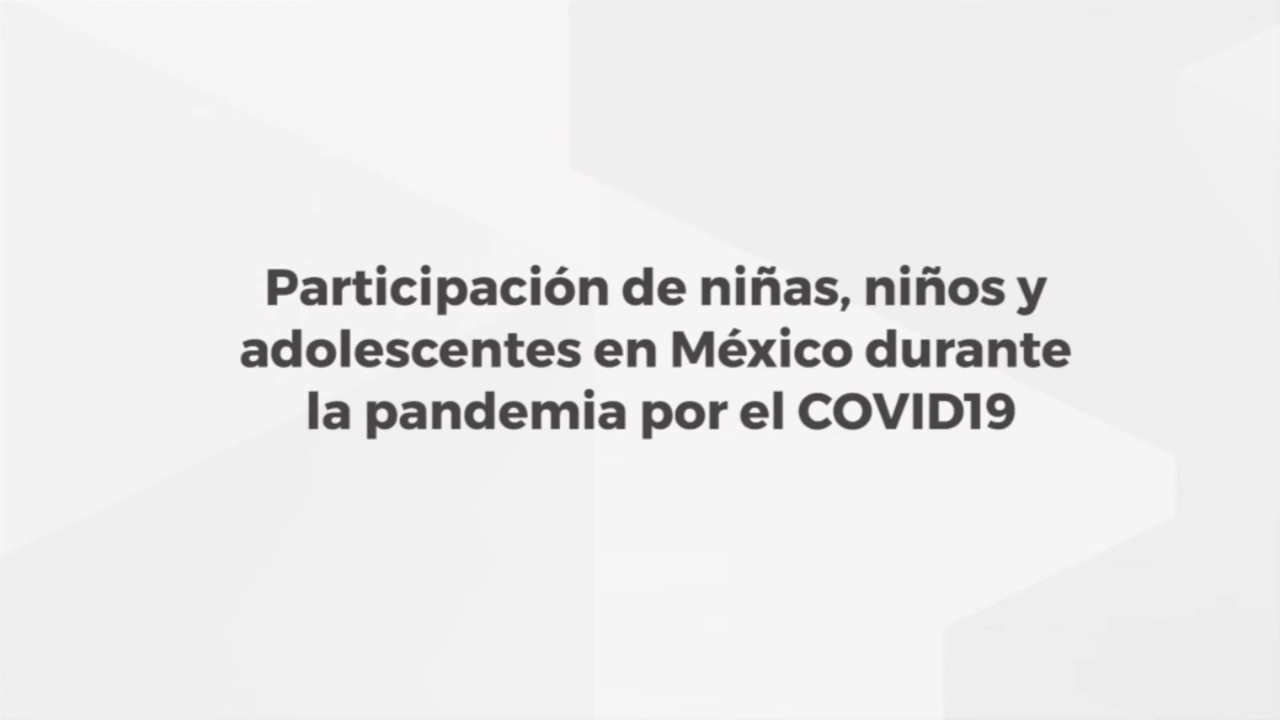 Participación de niñas, niños y
adolescentes en México durante
la pandemia por el COVID19